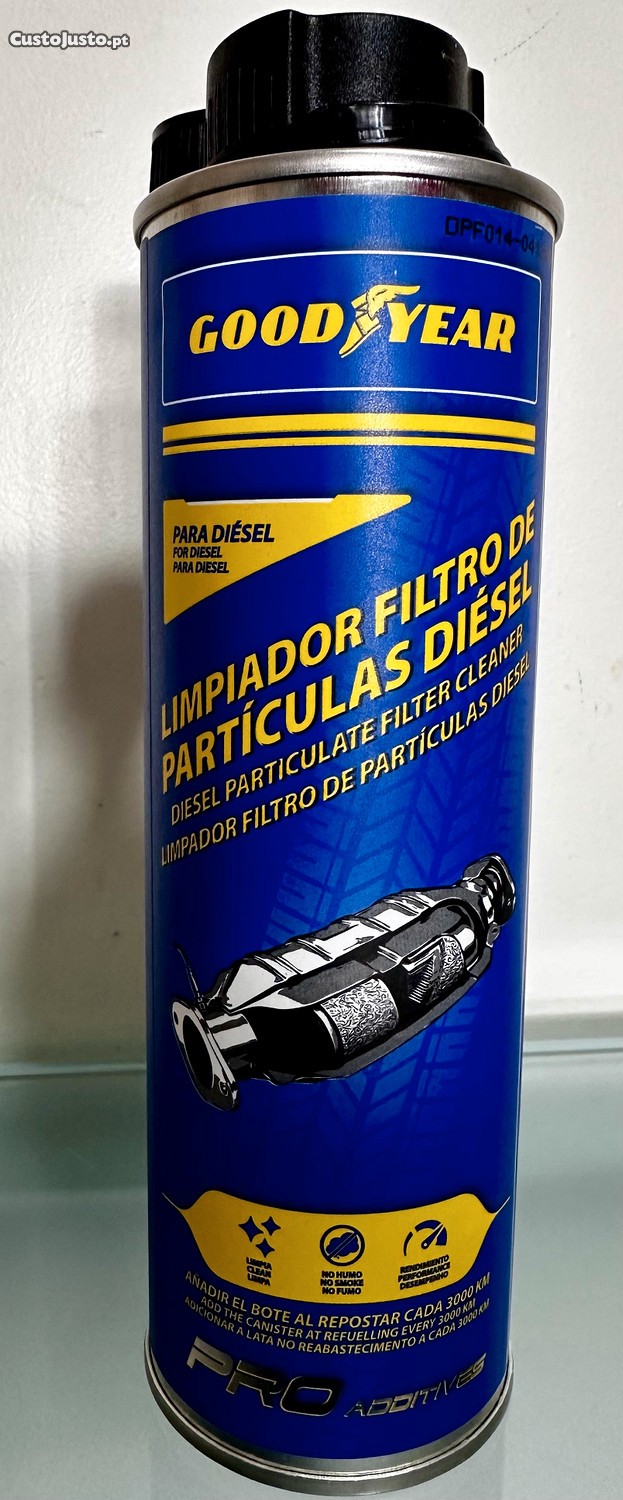 CustoJusto.pt
DPF014-04
GOODYEAR
PARA DIÉSEL
FOR DIESEL
PARA DIESEL
LIMPIADOR FILTRO DE
PARTÍCULAS DIÉSEL
DIESEL PARTICULATE FILTER CLEANER
LIMPADOR FILTRO DE PARTÍCULAS DIESEL
LIMPIA
CLEAN
LIMPA
NO HUMO
NO SMOKE
NO FUMO
RENDIMIENTO
PERFORMANCE
DESEMPENHO
AÑADIR EL BOTE AL REPOSTAR CADA 3000 KM
ADD THE CANISTER AT REFUELLING EVERY 3000 KM
ADICIONAR A LATA NO REABASTECIMENTO A CADA 3000 KM
PRO ADDITIVES